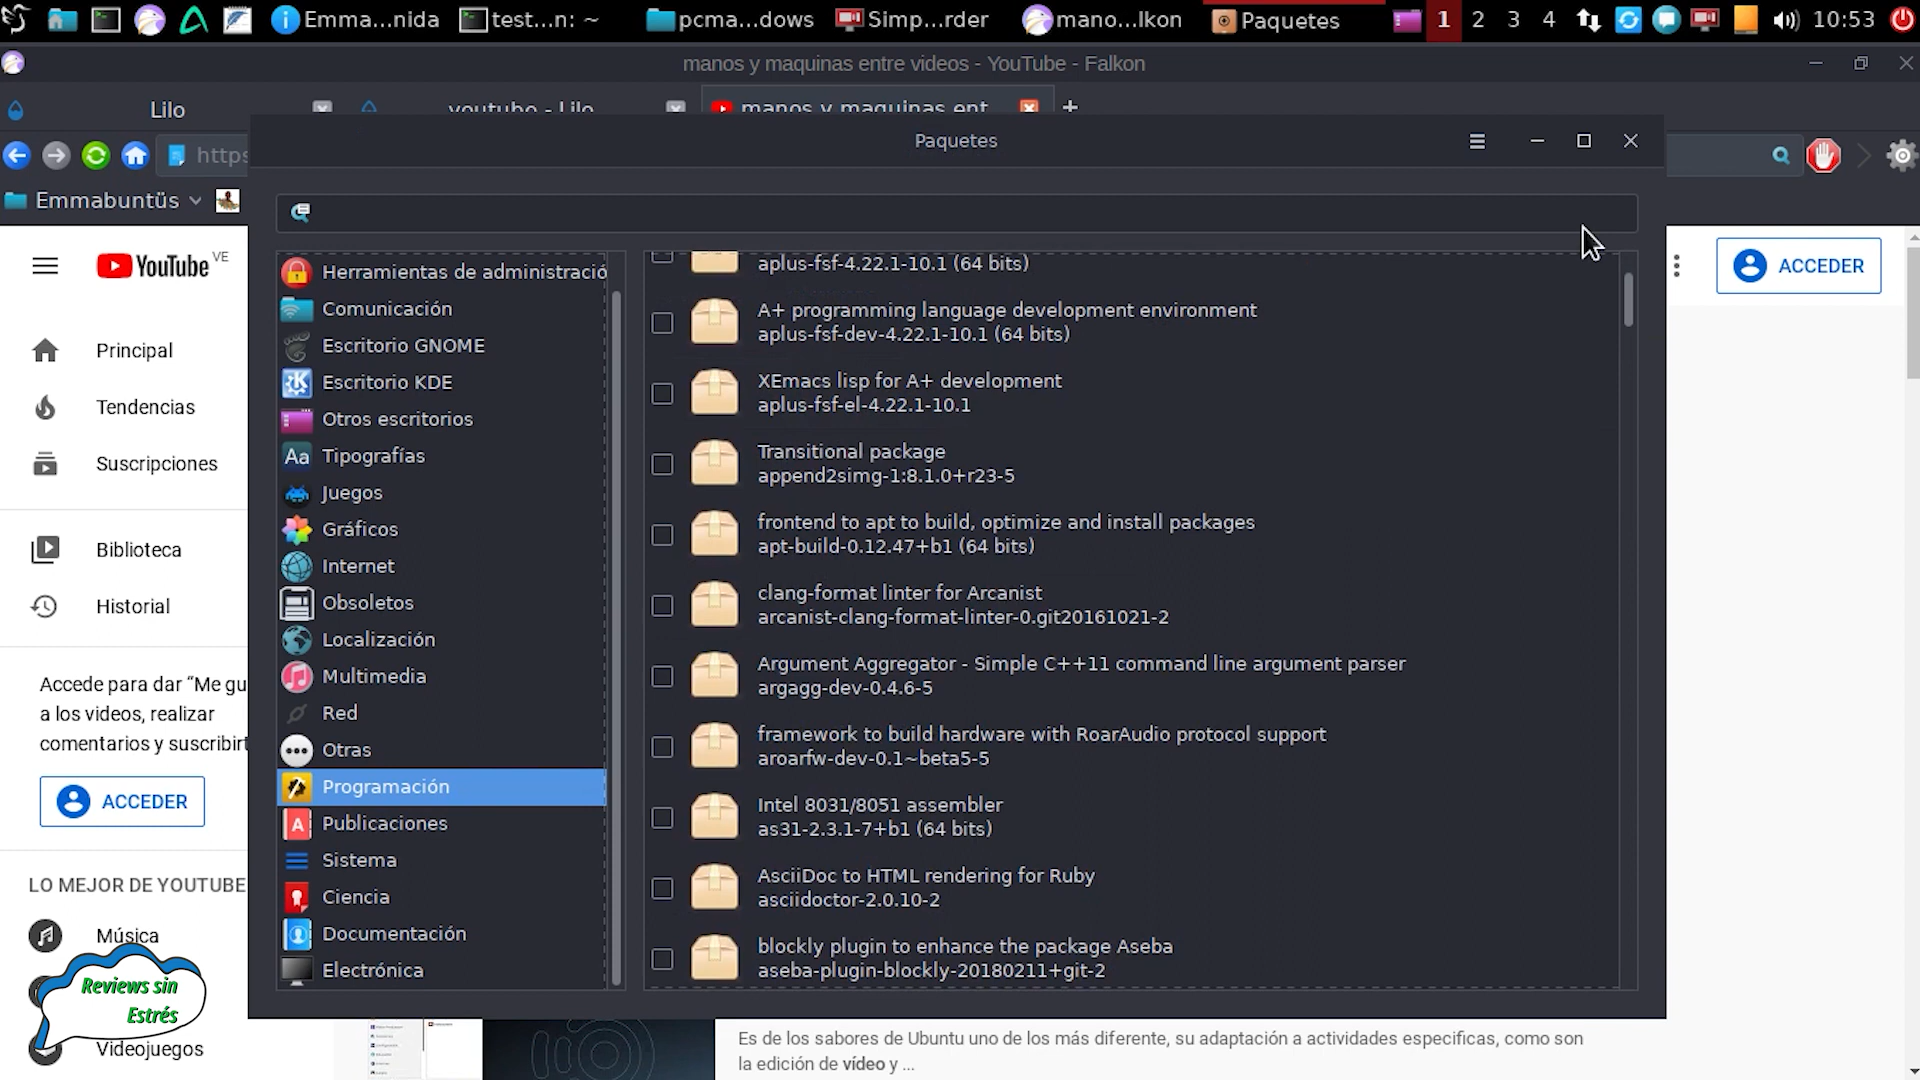 Emma...nida
test...n: ~
pcma...dows
Simp...rder
mano...lkon
Paquetes
1 2 3 4
10:53
manos y maquinas entre videos - YouTube - Falkon
Lilo
youtube - Lilo
manos y maquinas ent
https
Emmabuntüs
Paquetes
YouTube VE
ACCEDER
Principal
Tendencias
Suscripciones
Biblioteca
Historial
Accede para dar “Me gu
a los videos, realizar
comentarios y suscribirt
ACCEDER
LO MEJOR DE YOUTUBE
Música
Videojuegos
Reviews sin
Estrés
Herramientas de administració
Comunicación
Escritorio GNOME
Escritorio KDE
Otros escritorios
Aa Tipografías
Juegos
Gráficos
Internet
Obsoletos
Localización
Multimedia
Red
Otras
Programación
Publicaciones
Sistema
Ciencia
Documentación
Electrónica
aplus-fsf-4.22.1-10.1 (64 bits)
A+ programming language development environment
aplus-fsf-dev-4.22.1-10.1 (64 bits)
XEmacs lisp for A+ development
aplus-fsf-el-4.22.1-10.1
Transitional package
append2simg-1:8.1.0+r23-5
frontend to apt to build, optimize and install packages
apt-build-0.12.47+b1 (64 bits)
clang-format linter for Arcanist
arcanist-clang-format-linter-0.git20161021-2
Argument Aggregator - Simple C++11 command line argument parser
argagg-dev-0.4.6-5
framework to build hardware with RoarAudio protocol support
aroarfw-dev-0.1~beta5-5
Intel 8031/8051 assembler
as31-2.3.1-7+b1 (64 bits)
AsciiDoc to HTML rendering for Ruby
asciidoctor-2.0.10-2
blockly plugin to enhance the package Aseba
aseba-plugin-blockly-20180211+git-2
Es de los sabores de Ubuntu uno de los más diferente, su adaptación a actividades especificas, como son
la edición de vídeo y ...